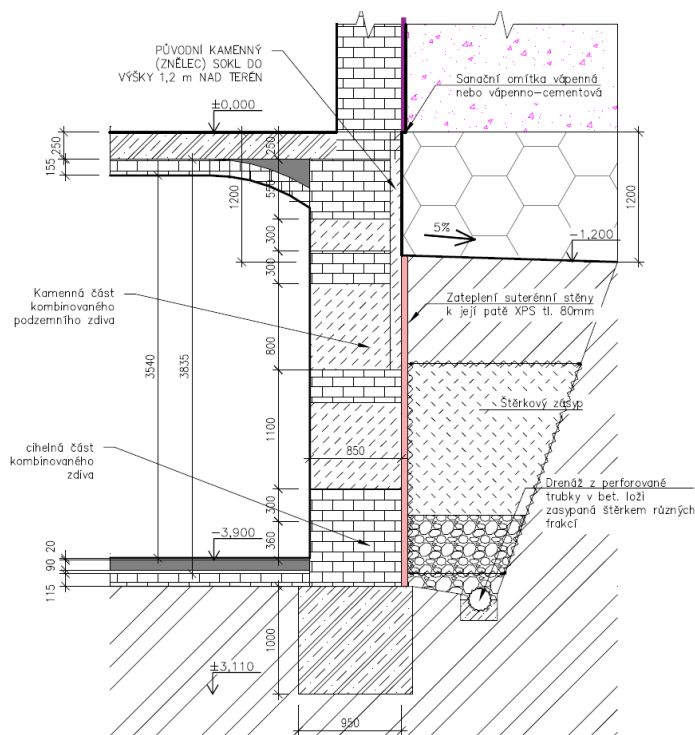 PŮVODNÍ KAMENNÝ
(ZNĚLEC) SOKL DO
VÝŠKY 1,2 m NAD TERÉN
±0,000
Sanační omítka vápenná
nebo vápenno-cementová
250
155
250
550
1200
1200
5%
−1,200
300
300
Kamenná část
kombinovaného
podzemního zdiva
Zateplení suterénní stěny
k její patě XPS tl. 80mm
800
3540
3835
Štěrkový zásyp
1100
850
cihelná část
kombinovaného
zdiva
Drenáž z perforované
trubky v bet. loži
zasypaná štěrkem různých
frakcí
300
−3,900
360
20
90
115
1000
±3,110
950